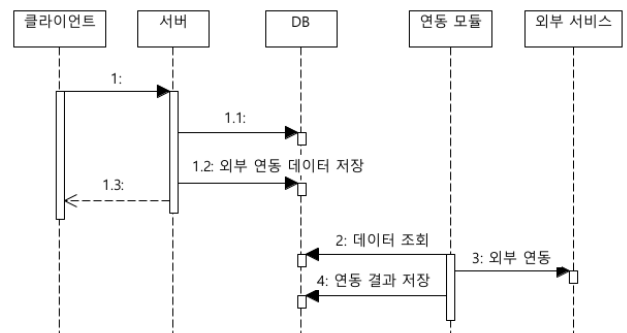 클라이언트
서버
DB
연동 모듈
외부 서비스
1:
1.1:
1.2: 외부 연동 데이터 저장
1.3:
2: 데이터 조회
3: 외부 연동
4: 연동 결과 저장